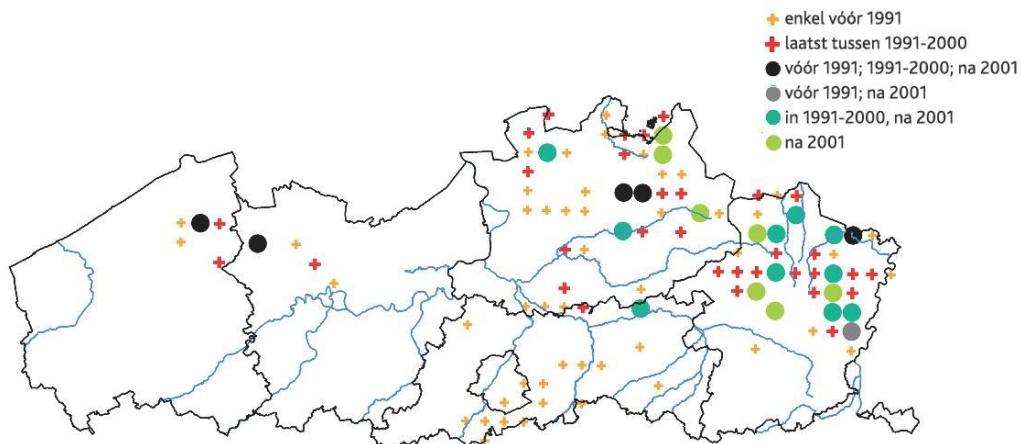 enkel vóór 1991
laatst tussen 1991-2000
vóór 1991; 1991-2000; na 2001
vóór 1991; na 2001
in 1991-2000, na 2001
na 2001